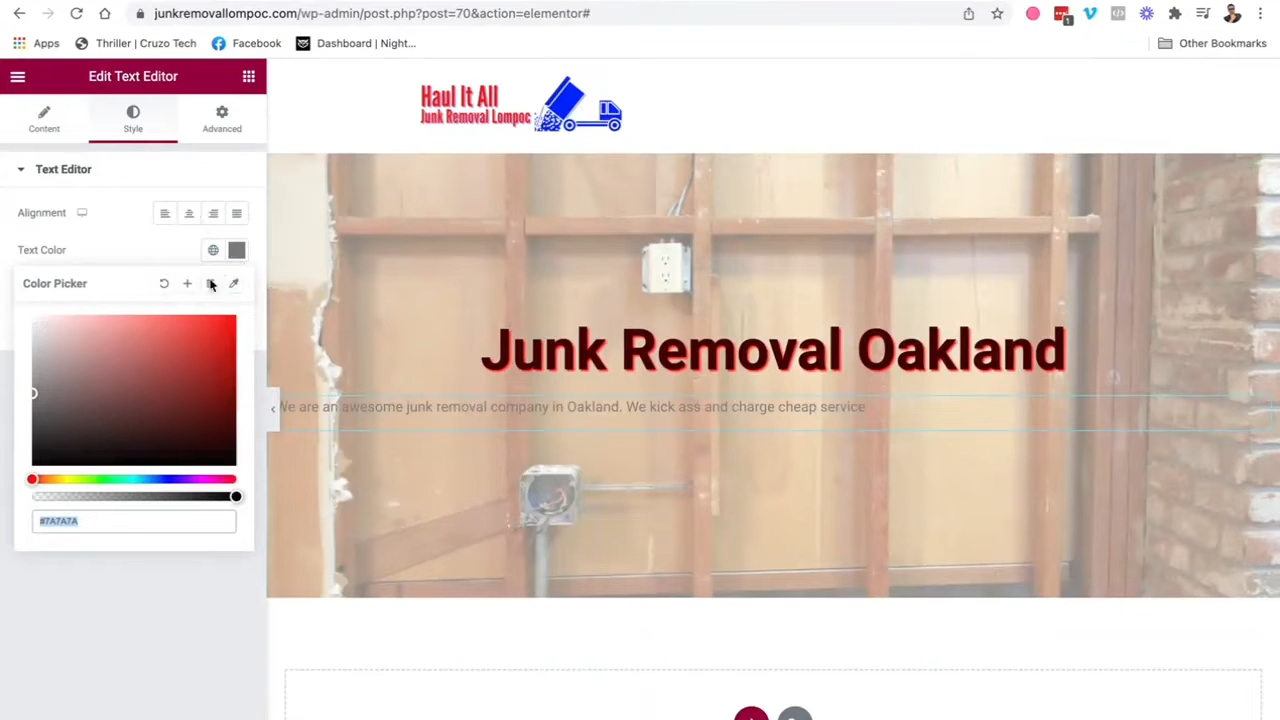 junkremovallompoc.com/wp-admin/post.php?post=70&action=elementor#
1
Apps
Thriller | Cruzo Tech
Facebook
Dashboard | Night...
Other Bookmarks
Edit Text Editor
Content
Style
Advanced
Text Editor
Alignment
Text Color
Color Picker
#7A7A7A
Haul It All
Junk Removal Lompoc
Junk Removal Oakland
We are an awesome junk removal company in Oakland. We kick ass and charge cheap service